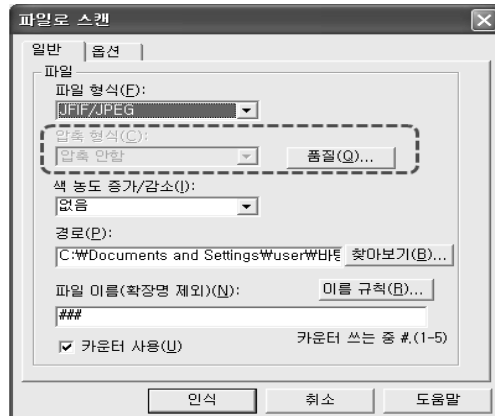 파일로 스캔
일반 옵션
파일
파일 형식(F):
JFIF/JPEG
압축 형식(C):
압축 안함 품질(Q)...
색 농도 증가/감소(I):
없음
경로(P):
C:₩Documents and Settings₩user₩바탕 찾아보기(B)...
파일 이름(확장명 제외)(N): 이름 규칙(R)...
###
카운터 사용(U) 카운터 쓰는 중 #.(1-5)
인식 취소 도움말